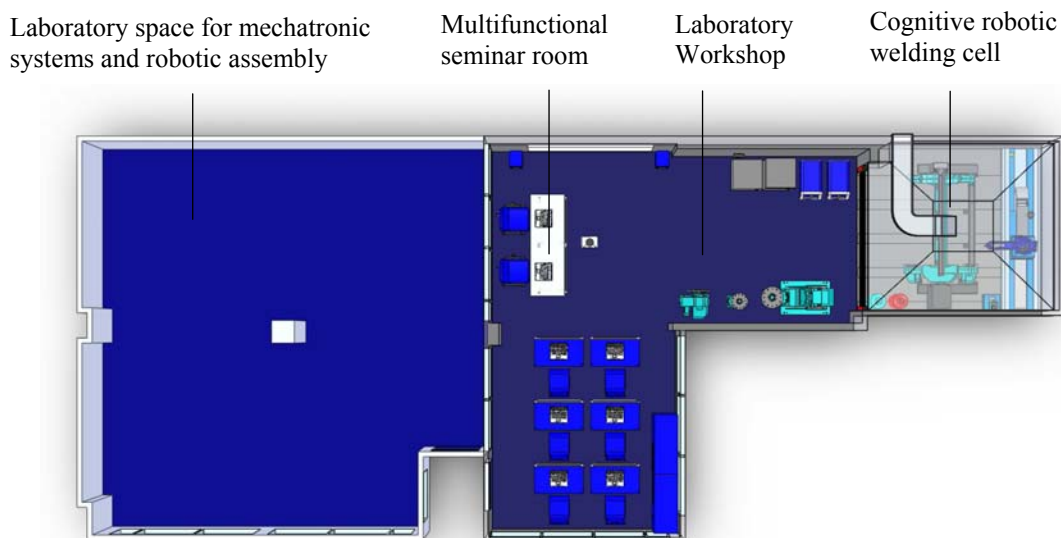 Laboratory space for mechatronic
systems and robotic assembly
Multifunctional
seminar room
Laboratory
Workshop
Cognitive robotic
welding cell